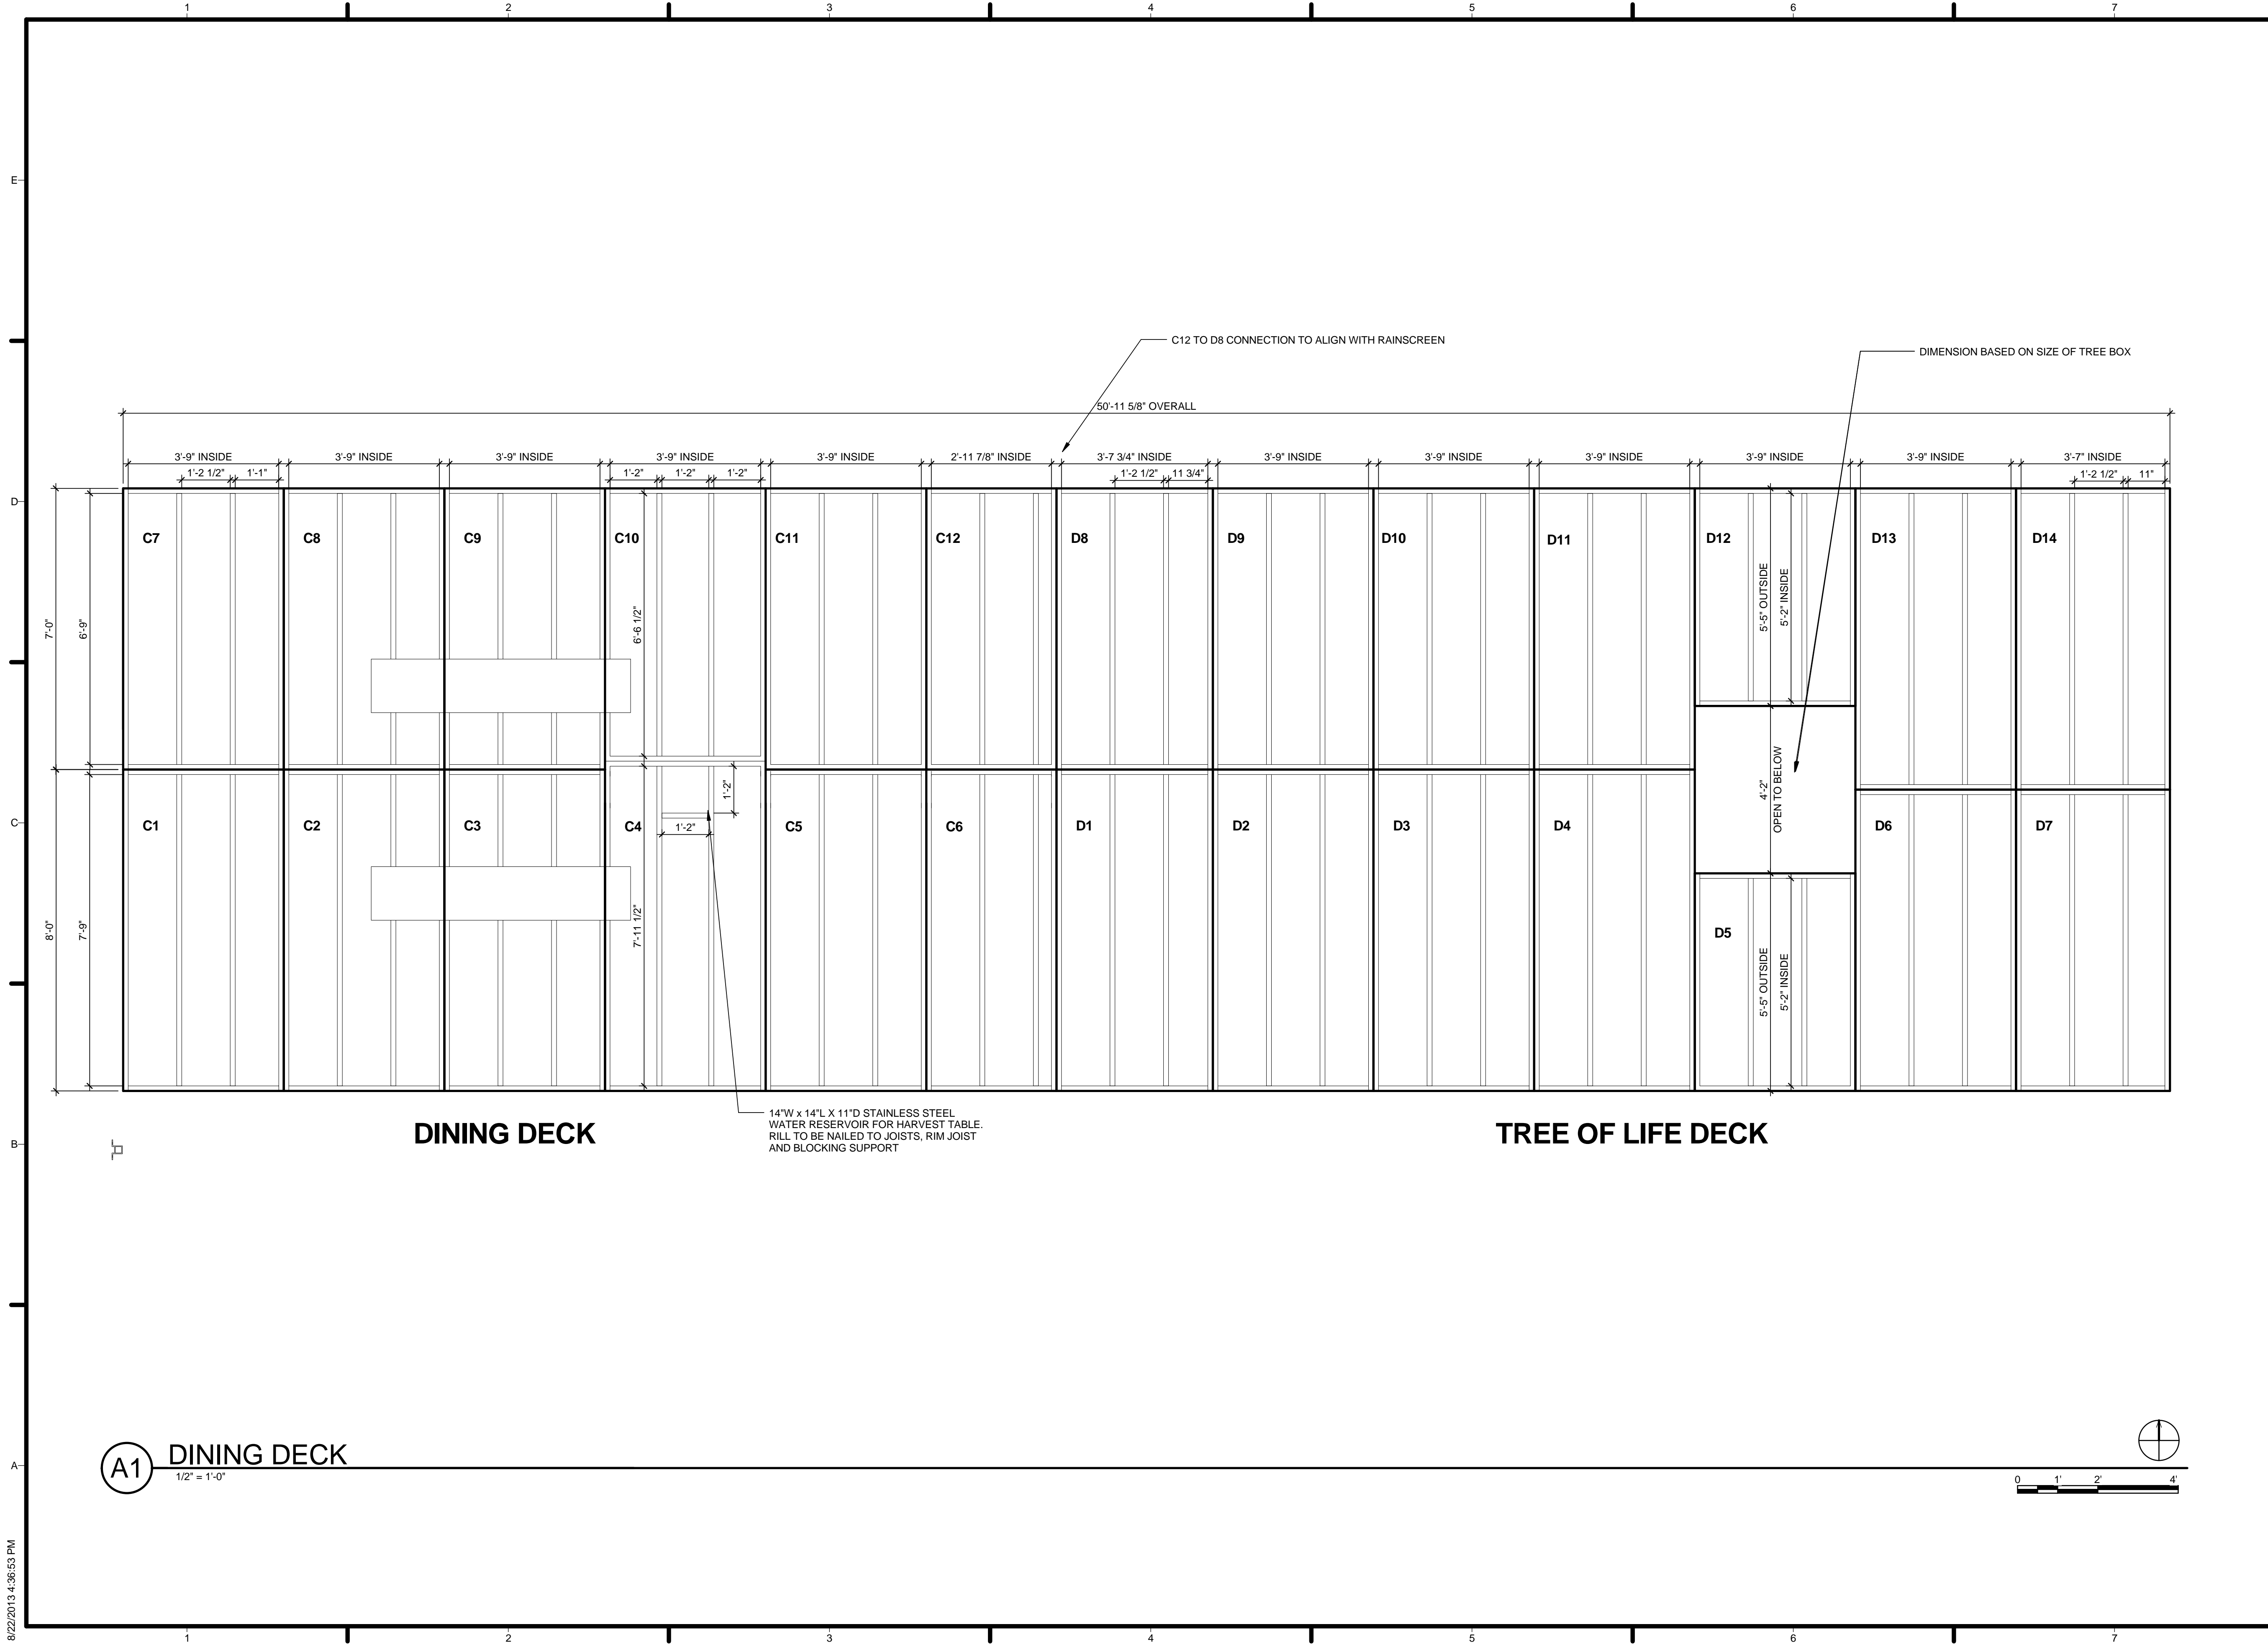 1 2 3 4 5 6 7
E
C12 TO D8 CONNECTION TO ALIGN WITH RAINSCREEN
DIMENSION BASED ON SIZE OF TREE BOX
50'-11 5/8" OVERALL
3'-9" INSIDE 3'-9" INSIDE 3'-9" INSIDE 3'-9" INSIDE 3'-9" INSIDE 2'-11 7/8" INSIDE 3'-7 3/4" INSIDE 3'-9" INSIDE 3'-9" INSIDE 3'-9" INSIDE 3'-9" INSIDE 3'-9" INSIDE 3'-7" INSIDE
1'-2 1/2" 1'-1" 1'-2" 1'-2" 1'-2" 1'-2 1/2" 11 3/4" 1'-2 1/2" 11"
D
C7 C8 C9 C10 C11 C12 D8 D9 D10 D11 D12 D13 D14
7'-0"
6'-9"
6'-6 1/2"
5'-5" OUTSIDE
5'-2" INSIDE
1'-2"
4'-2"
OPEN TO BELOW
C
C1 C2 C3 C4 1'-2" C5 C6 D1 D2 D3 D4 D6 D7
8'-0"
7'-9"
7'-11 1/2"
D5
5'-5" OUTSIDE
5'-2" INSIDE
14"W x 14"L X 11"D STAINLESS STEEL
WATER RESERVOIR FOR HARVEST TABLE.
RILL TO BE NAILED TO JOISTS, RIM JOIST
AND BLOCKING SUPPORT
DINING DECK
TREE OF LIFE DECK
B
A
A1
DINING DECK
1/2" = 1'-0"
0 1' 2' 4'
8/22/2013 4:36:53 PM
1 2 3 4 5 6 7